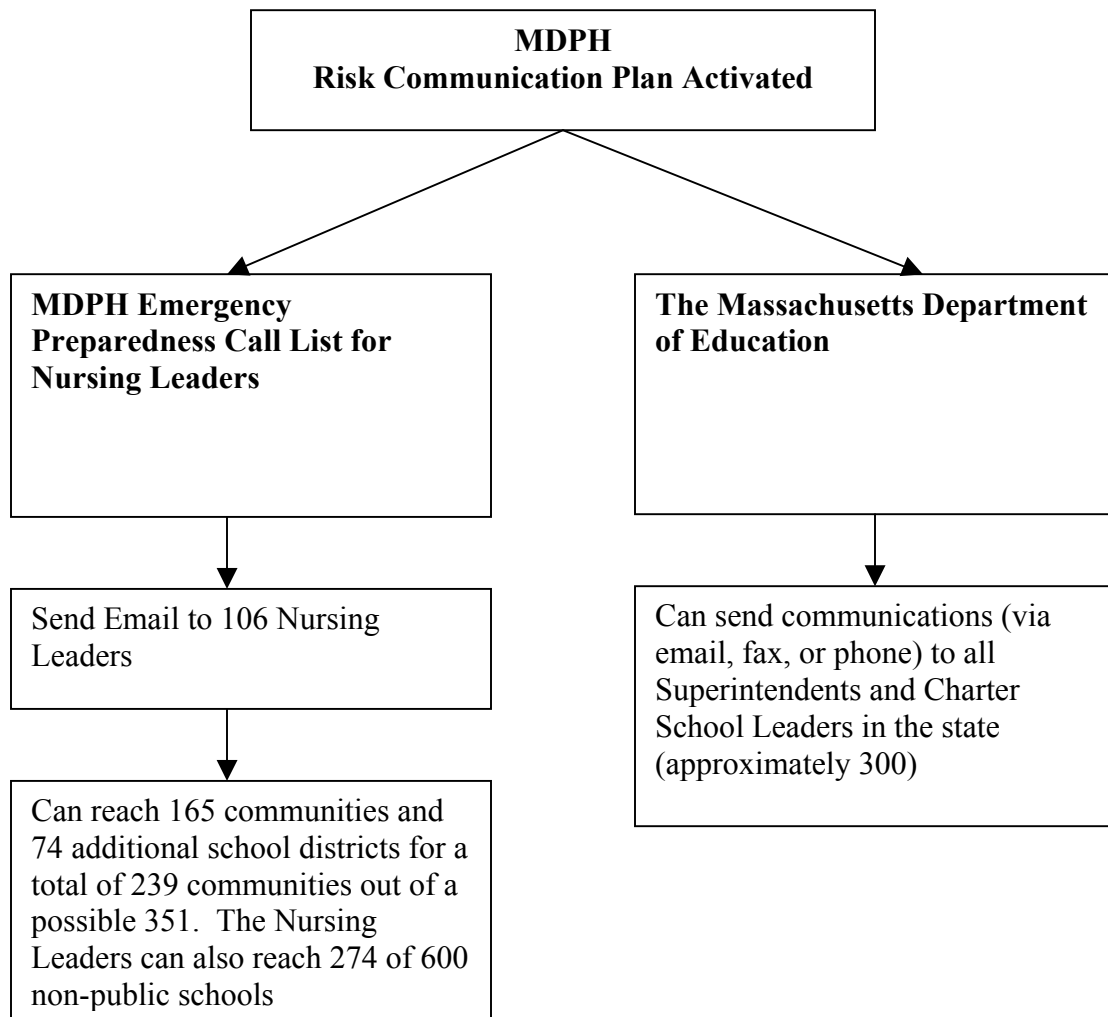 MDPH
Risk Communication Plan Activated
MDPH Emergency
Preparedness Call List for
Nursing Leaders
The Massachusetts Department
of Education
Send Email to 106 Nursing
Leaders
Can send communications (via
email, fax, or phone) to all
Superintendents and Charter
School Leaders in the state
(approximately 300)
Can reach 165 communities and
74 additional school districts for a
total of 239 communities out of a
possible 351.  The Nursing
Leaders can also reach 274 of 600
non-public schools